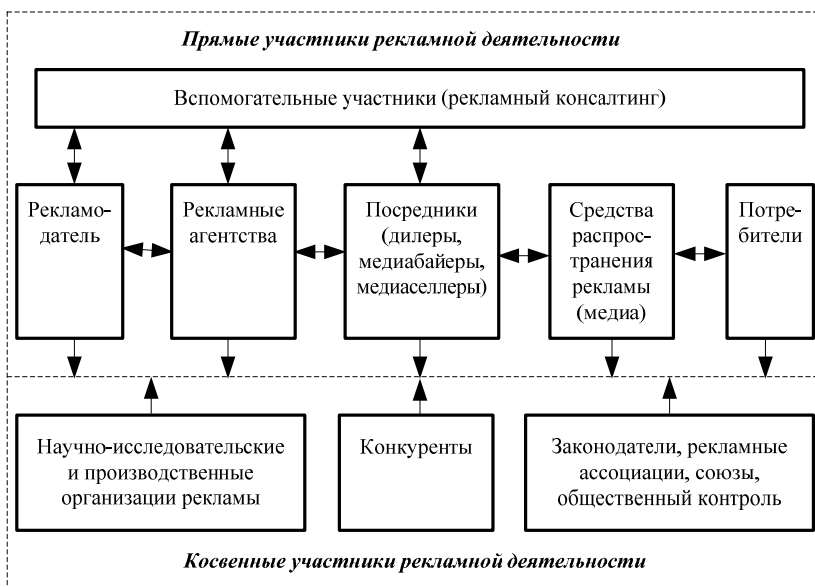 Прямые участники рекламной деятельности
Вспомогательные участники (рекламный консалтинг)
Рекламо-
датель
Рекламные
агентства
Посредники
(дилеры,
медиабайеры,
медиаселлеры)
Средства
распрос-
транения
рекламы
(медиа)
Потре-
бители
Научно-исследовательские
и производственные
организации рекламы
Конкуренты
Законодатели, рекламные
ассоциации, союзы,
общественный контроль
Косвенные участники рекламной деятельности